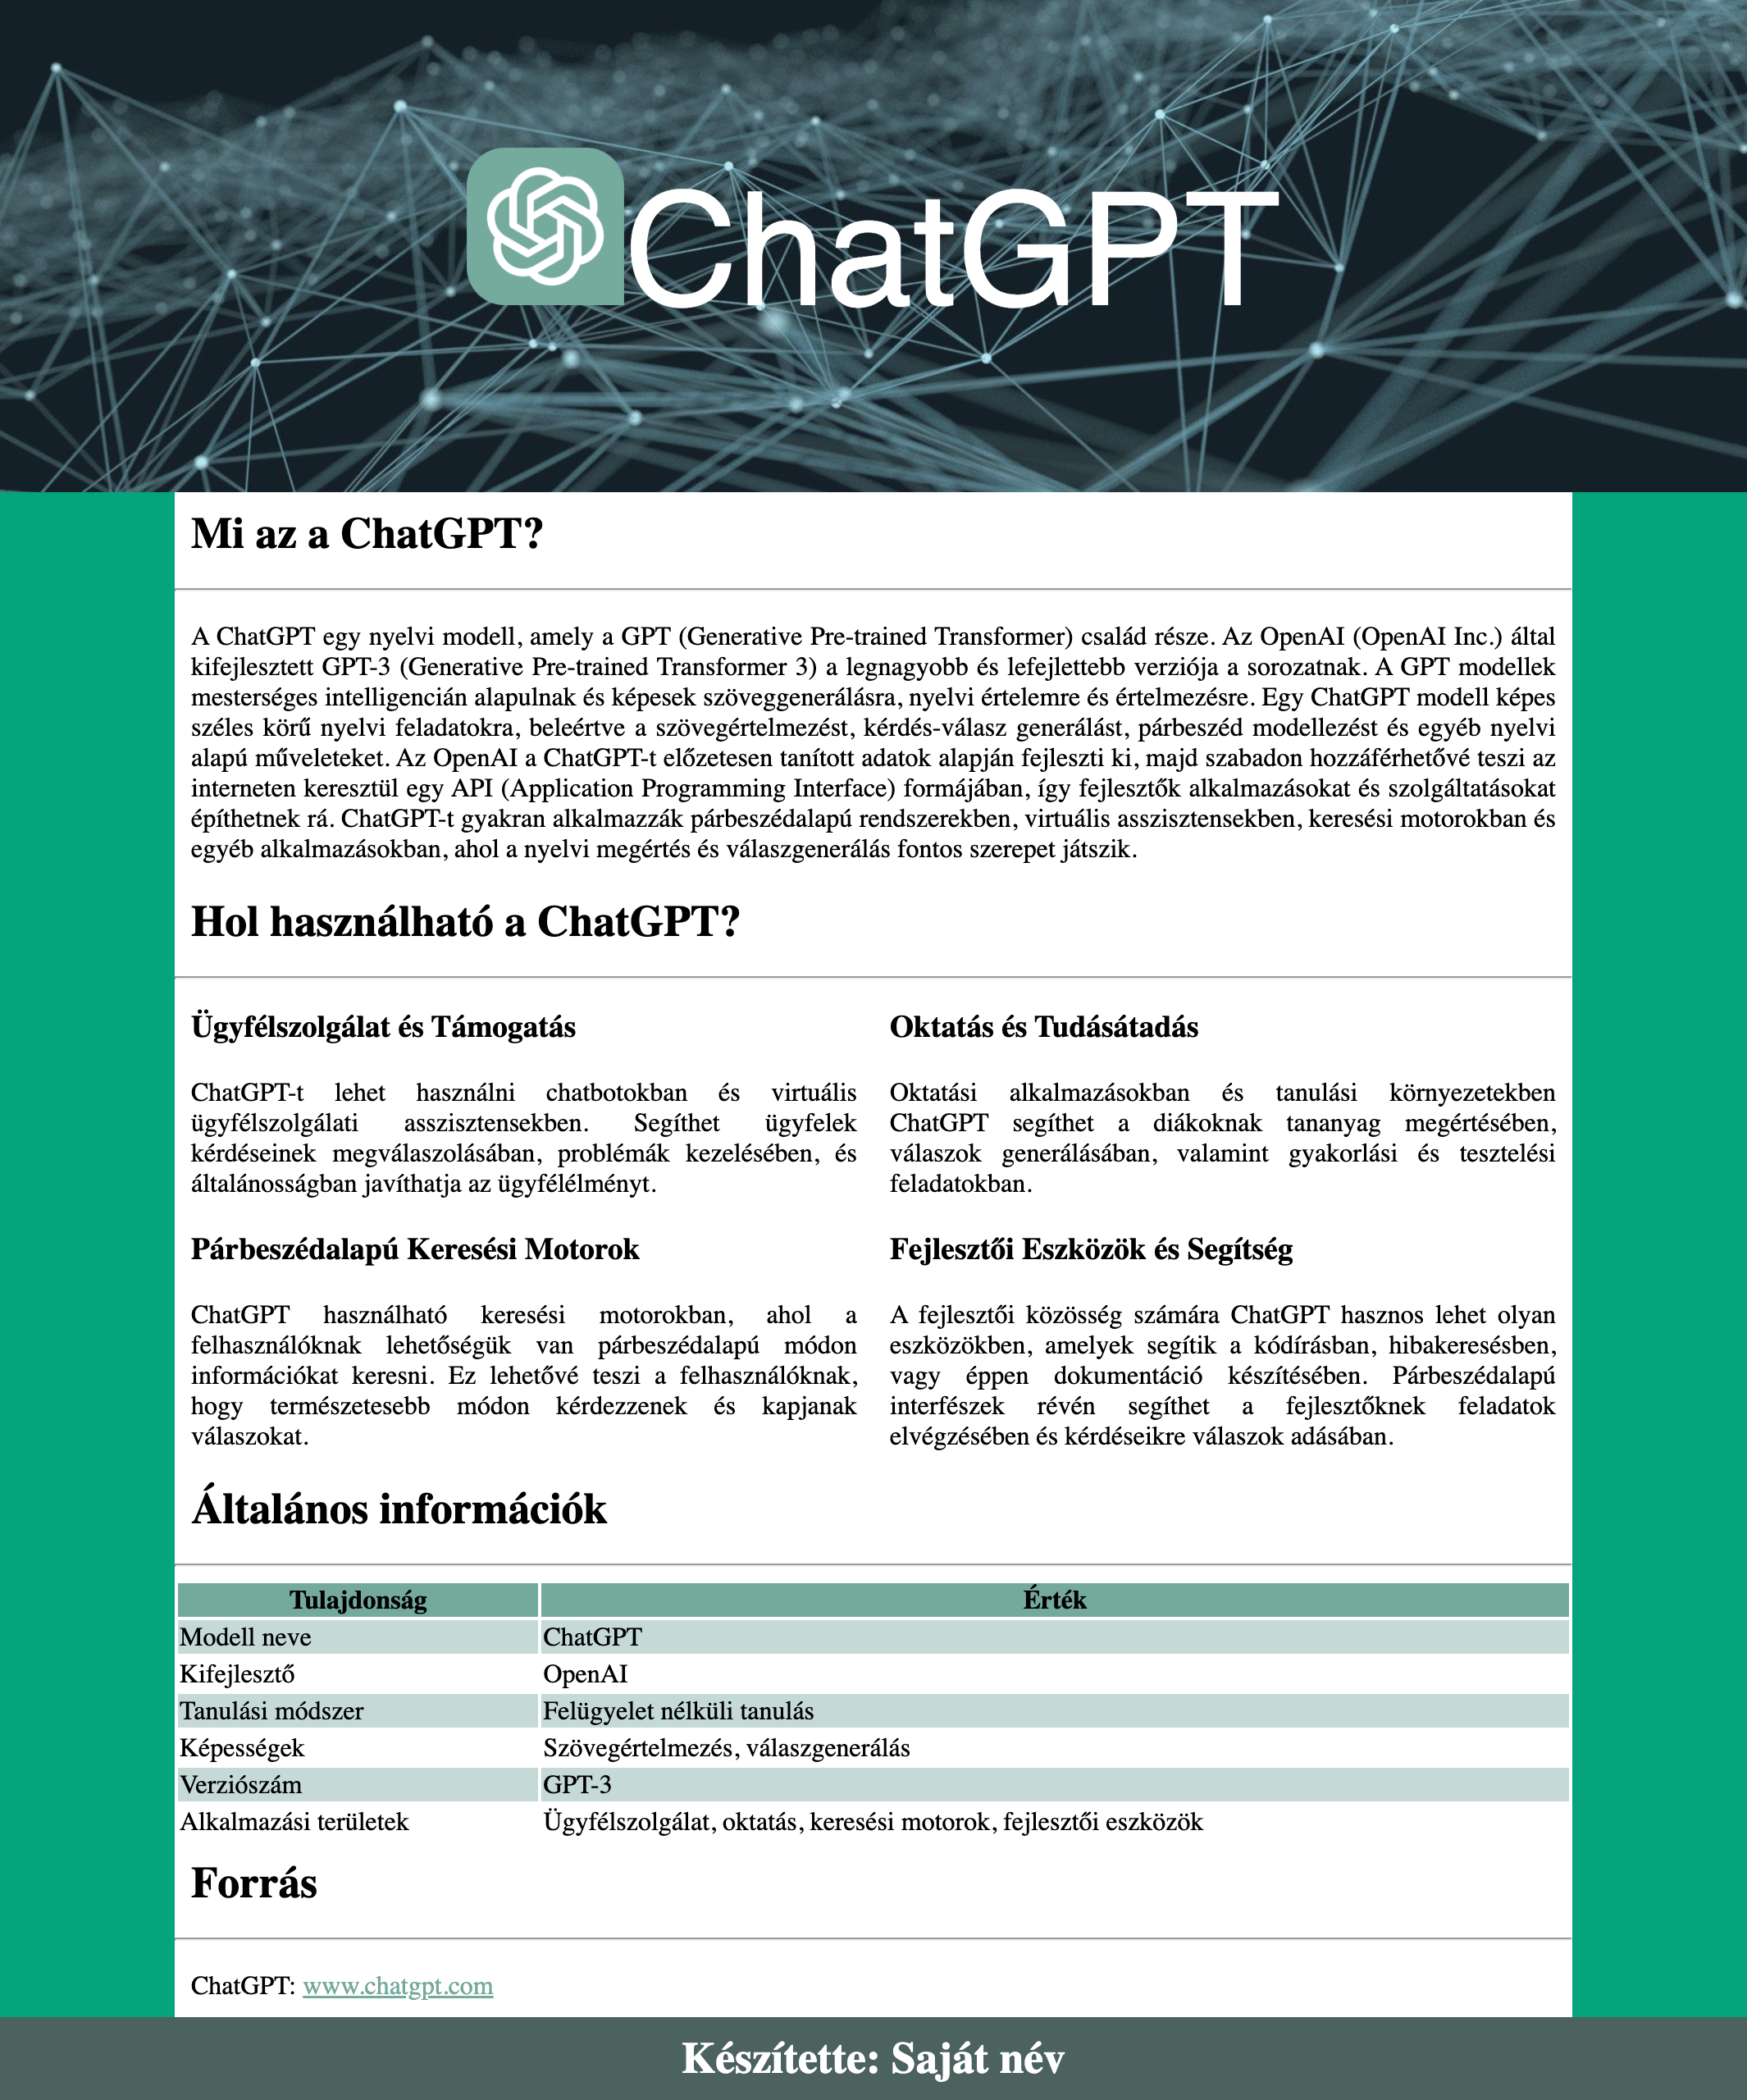 ChatGPT
Mi az a ChatGPT?
A ChatGPT egy nyelvi modell, amely a GPT (Generative Pre-trained Transformer) család része. Az OpenAI (OpenAI Inc.) által
kifejlesztett GPT-3 (Generative Pre-trained Transformer 3) a legnagyobb és lefejlettebb verziója a sorozatnak. A GPT modellek
mesterséges intelligencián alapulnak és képesek szöveggenerálásra, nyelvi értelemre és értelmezésre. Egy ChatGPT modell képes
széles körű nyelvi feladatokra, beleértve a szövegértelmezést, kérdés-válasz generálást, párbeszéd modellezést és egyéb nyelvi
alapú műveleteket. Az OpenAI a ChatGPT-t előzetesen tanított adatok alapján fejleszti ki, majd szabadon hozzáférhetővé teszi az
interneten keresztül egy API (Application Programming Interface) formájában, így fejlesztők alkalmazásokat és szolgáltatásokat
építhetnek rá. ChatGPT-t gyakran alkalmazzák párbeszédalapú rendszerekben, virtuális asszisztensekben, keresési motorokban és
egyéb alkalmazásokban, ahol a nyelvi megértés és válaszgenerálás fontos szerepet játszik.
Hol használható a ChatGPT?
Ügyfélszolgálat és Támogatás
ChatGPT-t lehet használni chatbotokban és virtuális
ügyfélszolgálati asszisztensekben. Segíthet ügyfelek
kérdéseinek megválaszolásában, problémák kezelésében, és
általánosságban javíthatja az ügyfélélményt.
Oktatás és Tudásátadás
Oktatási alkalmazásokban és tanulási környezetekben
ChatGPT segíthet a diákoknak tananyag megértésében,
válaszok generálásában, valamint gyakorlási és tesztelési
feladatokban.
Párbeszédalapú Keresési Motorok
ChatGPT használható keresési motorokban, ahol a
felhasználóknak lehetőségük van párbeszédalapú módon
információkat keresni. Ez lehetővé teszi a felhasználóknak,
hogy természetesebb módon kérdezzenek és kapjanak
válaszokat.
Fejlesztői Eszközök és Segítség
A fejlesztői közösség számára ChatGPT hasznos lehet olyan
eszközökben, amelyek segítik a kódírásban, hibakeresésben,
vagy éppen dokumentáció készítésében. Párbeszédalapú
interfészek révén segíthet a fejlesztőknek feladatok
elvégzésében és kérdéseikre válaszok adásában.
Általános információk
Tulajdonság Érték
Modell neve ChatGPT
Kifejlesztő OpenAI
Tanulási módszer Felügyelet nélküli tanulás
Képességek Szövegértelmezés, válaszgenerálás
Verziószám GPT-3
Alkalmazási területek Ügyfélszolgálat, oktatás, keresési motorok, fejlesztői eszközök
Forrás
ChatGPT: www.chatgpt.com
Készítette: Saját név